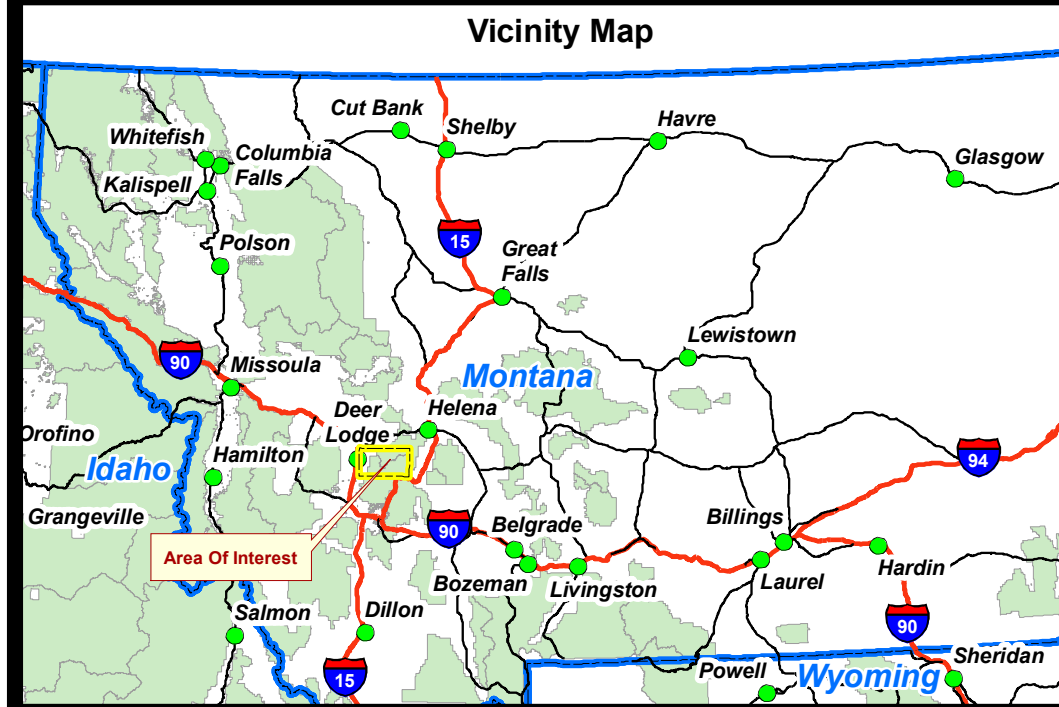 Vicinity Map
Cut Bank
Shelby
Havre
Whitefish
Columbia
Falls
Kalispell
Glasgow
Polson
15
Great
Falls
90
Missoula
Lewistown
Montana
Deer
Lodge
Helena
Orofino
Idaho
Hamilton
94
Grangeville
90
Belgrade
Billings
Area Of Interest
Bozeman
Livingston
Laurel
Hardin
Salmon
Dillon
90
15
Powell
Wyoming
Sheridan